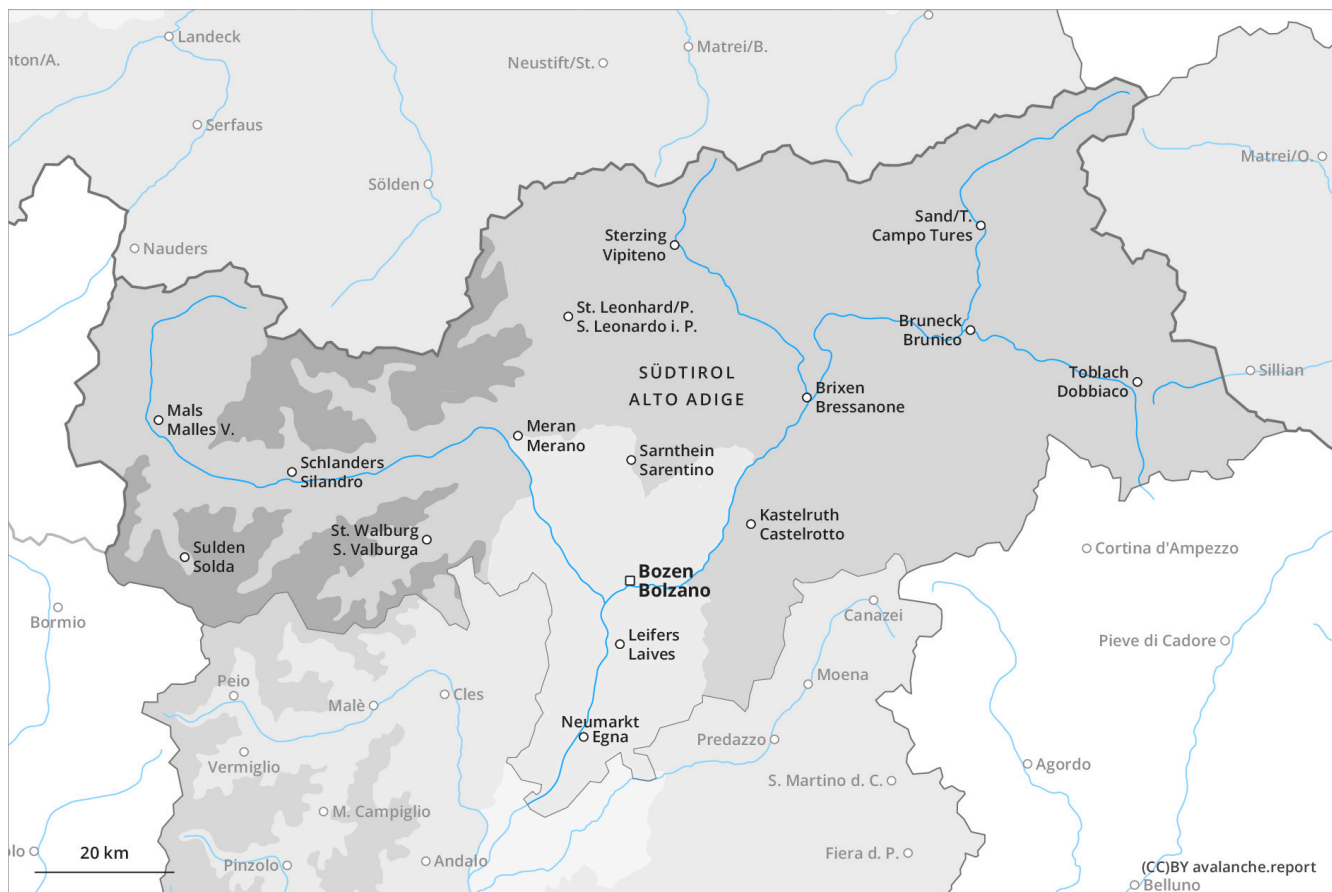 Landeck
nton/A.
Matrei/B.
Neustift/St.
Serfaus
Matrei/O.
Sölden
Nauders
Sand/T.
Campo Tures
Sterzing
Vipiteno
St. Leonhard/P.
S. Leonardo i. P.
Bruneck
Brunico
SÜDTIROL
ALTO ADIGE
Toblach
Dobbiaco
Sillian
Brixen
Bressanone
Mals
Malles V.
Meran
Merano
Sarnthein
Sarentino
Schlanders
Silandro
Kastelruth
Castelrotto
St. Walburg
S. Valburga
Sulden
Solda
Cortina d'Ampezzo
Bozen
Bolzano
Bormio
Canazei
Leifers
Laives
Pieve di Cadore
Moena
Peio
Malè
Cles
Neumarkt
Egna
Predazzo
Vermiglio
Agordo
S. Martino d. C.
M. Campiglio
olo
20 km
Pinzolo
Andalo
Fiera d. P.
(CC)BY avalanche.report
Belluno